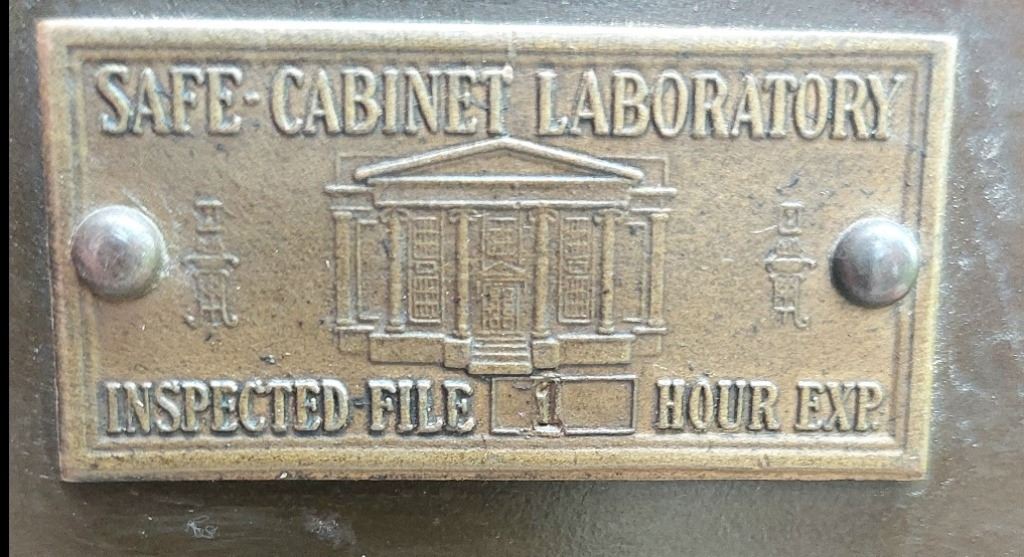 SAFE-CABINET LABORATORY
INSPECTED FILE 1 HOUR EXP.